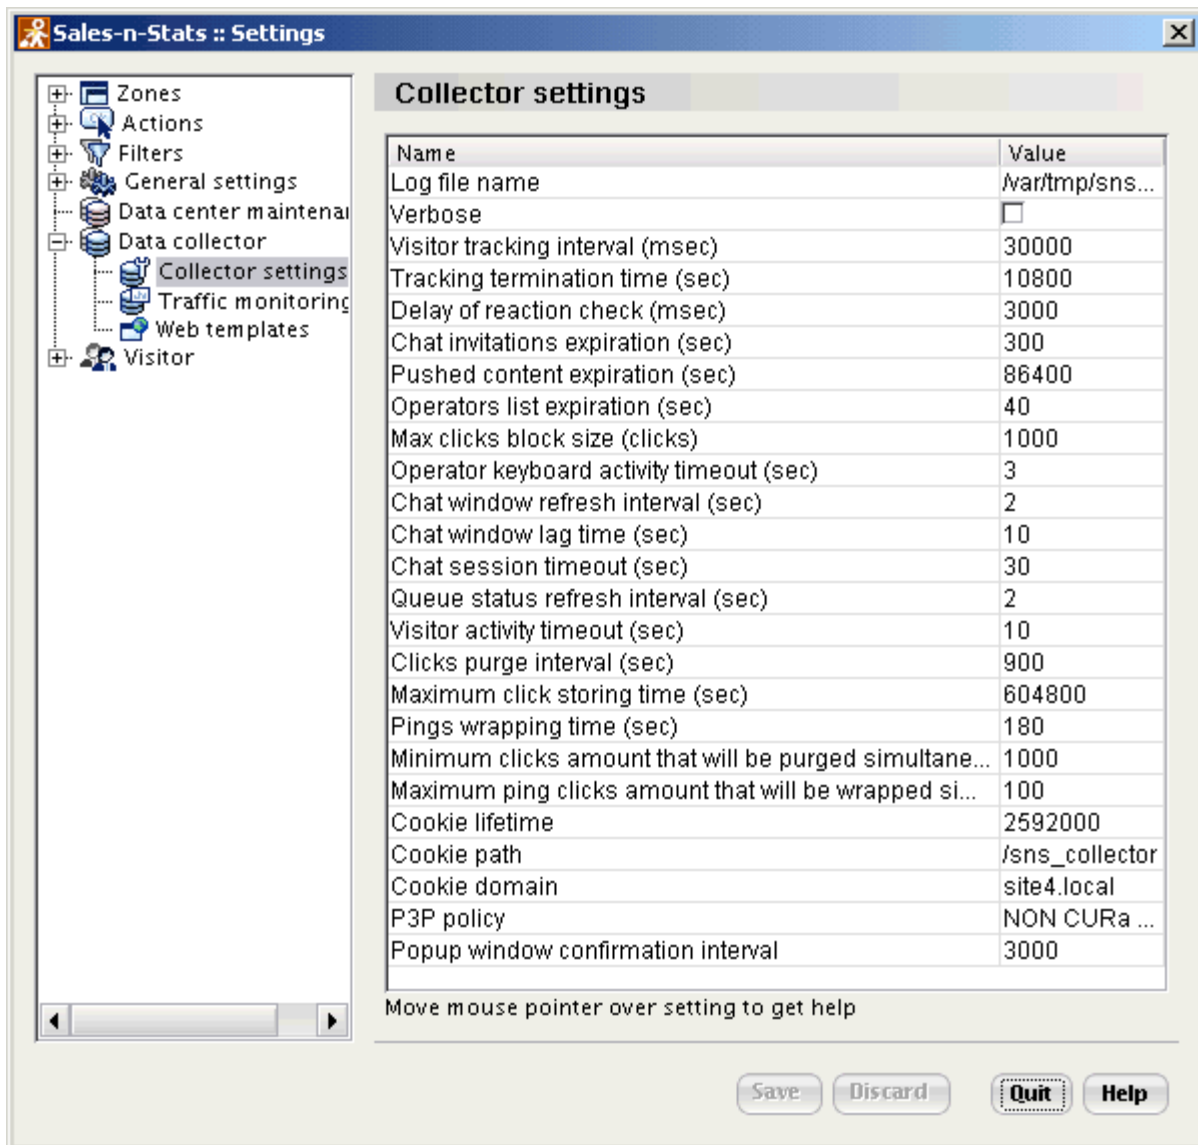 Sales-n-Stats :: Settings
Zones
Actions
Filters
General settings
Data center maintenan
Data collector
Collector settings
Traffic monitoring
Web templates
Visitor
Collector settings
Name Value
Log file name /var/tmp/sns...
Verbose
Visitor tracking interval (msec) 30000
Tracking termination time (sec) 10800
Delay of reaction check (msec) 3000
Chat invitations expiration (sec) 300
Pushed content expiration (sec) 86400
Operators list expiration (sec) 40
Max clicks block size (clicks) 1000
Operator keyboard activity timeout (sec) 3
Chat window refresh interval (sec) 2
Chat window lag time (sec) 10
Chat session timeout (sec) 30
Queue status refresh interval (sec) 2
Visitor activity timeout (sec) 10
Clicks purge interval (sec) 900
Maximum click storing time (sec) 604800
Pings wrapping time (sec) 180
Minimum clicks amount that will be purged simultane... 1000
Maximum ping clicks amount that will be wrapped si... 100
Cookie lifetime 2592000
Cookie path /sns_collector
Cookie domain site4.local
P3P policy NON CURa ...
Popup window confirmation interval 3000
Move mouse pointer over setting to get help
Save Discard Quit Help